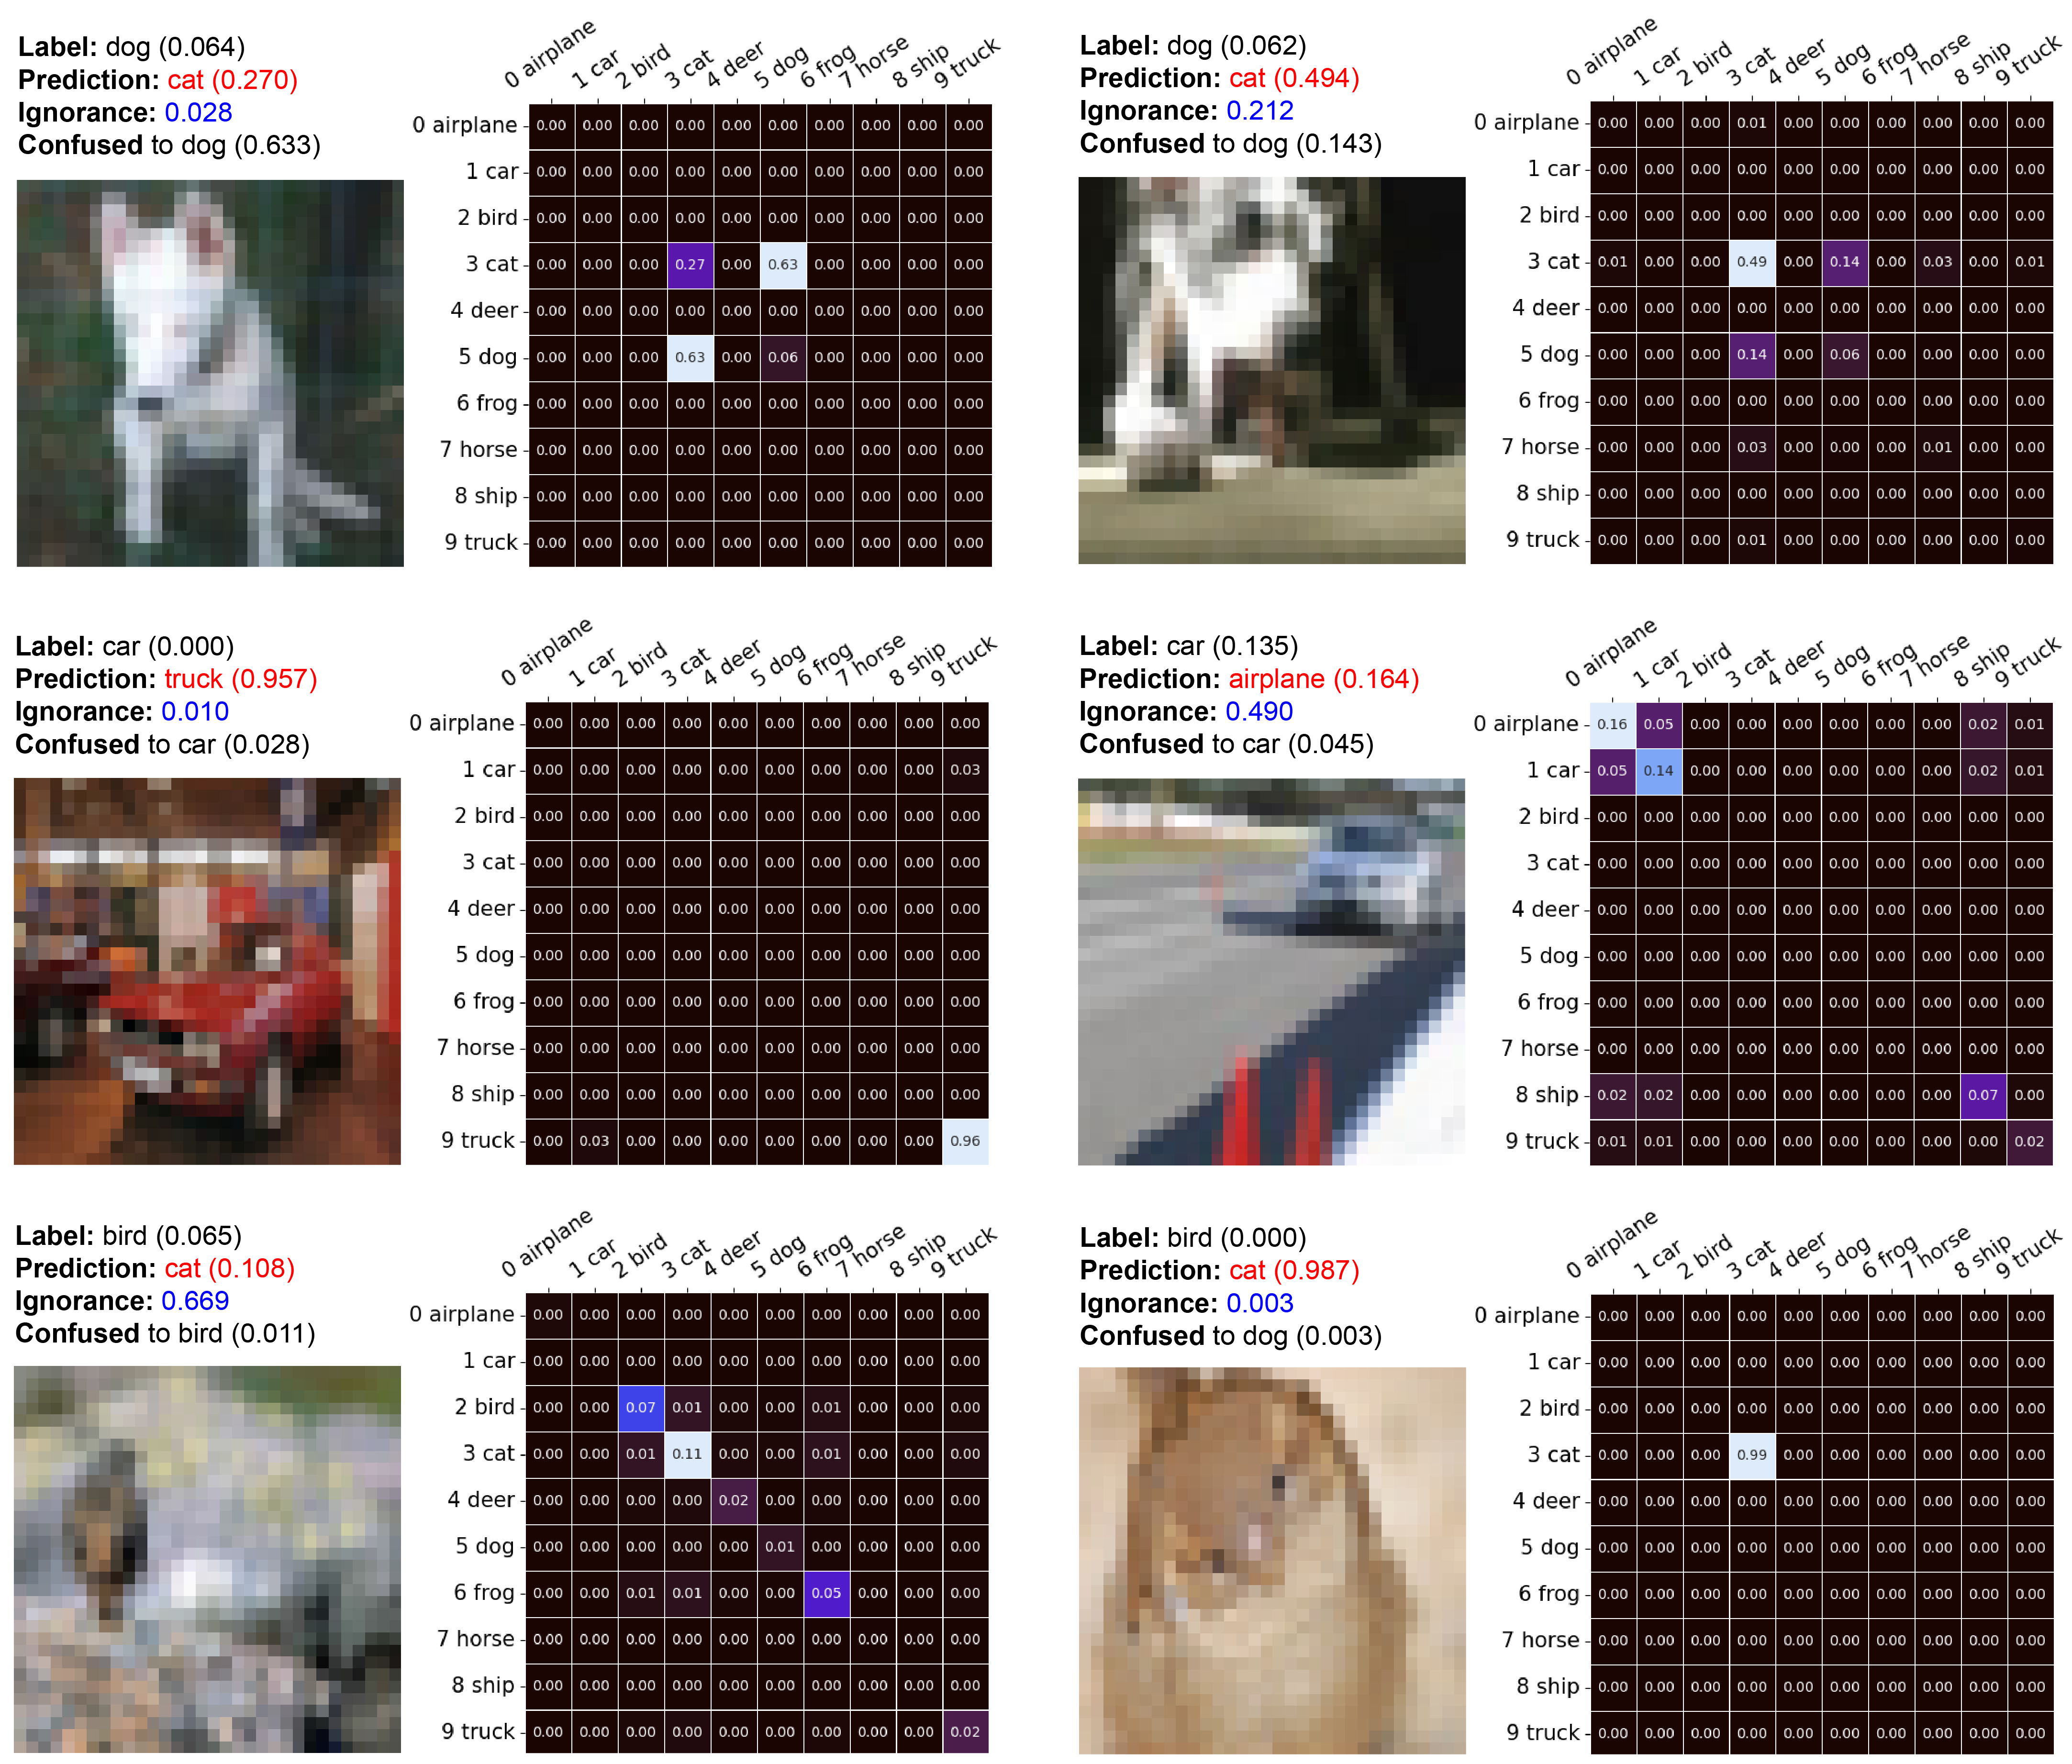 Label: dog (0.064)
Prediction: cat (0.270)
Ignorance: 0.028
Confused to dog (0.633)
0 airplane 1 car 2 bird 3 cat 4 deer 5 dog 6 frog 7 horse 8 ship 9 truck
0 airplane 0.00 0.00 0.00 0.00 0.00 0.00 0.00 0.00 0.00 0.00
1 car 0.00 0.00 0.00 0.00 0.00 0.00 0.00 0.00 0.00 0.00
2 bird 0.00 0.00 0.00 0.00 0.00 0.00 0.00 0.00 0.00 0.00
3 cat 0.00 0.00 0.00 0.27 0.00 0.63 0.00 0.00 0.00 0.00
4 deer 0.00 0.00 0.00 0.00 0.00 0.00 0.00 0.00 0.00 0.00
5 dog 0.00 0.00 0.00 0.63 0.00 0.06 0.00 0.00 0.00 0.00
6 frog 0.00 0.00 0.00 0.00 0.00 0.00 0.00 0.00 0.00 0.00
7 horse 0.00 0.00 0.00 0.00 0.00 0.00 0.00 0.00 0.00 0.00
8 ship 0.00 0.00 0.00 0.00 0.00 0.00 0.00 0.00 0.00 0.00
9 truck 0.00 0.00 0.00 0.00 0.00 0.00 0.00 0.00 0.00 0.00
Label: dog (0.062)
Prediction: cat (0.494)
Ignorance: 0.212
Confused to dog (0.143)
0 airplane 1 car 2 bird 3 cat 4 deer 5 dog 6 frog 7 horse 8 ship 9 truck
0 airplane 0.00 0.00 0.00 0.01 0.00 0.00 0.00 0.00 0.00 0.00
1 car 0.00 0.00 0.00 0.00 0.00 0.00 0.00 0.00 0.00 0.00
2 bird 0.00 0.00 0.00 0.00 0.00 0.00 0.00 0.00 0.00 0.00
3 cat 0.01 0.00 0.00 0.49 0.00 0.14 0.00 0.03 0.00 0.01
4 deer 0.00 0.00 0.00 0.00 0.00 0.00 0.00 0.00 0.00 0.00
5 dog 0.00 0.00 0.00 0.14 0.00 0.06 0.00 0.00 0.00 0.00
6 frog 0.00 0.00 0.00 0.00 0.00 0.00 0.00 0.00 0.00 0.00
7 horse 0.00 0.00 0.00 0.03 0.00 0.00 0.00 0.01 0.00 0.00
8 ship 0.00 0.00 0.00 0.00 0.00 0.00 0.00 0.00 0.00 0.00
9 truck 0.00 0.00 0.00 0.01 0.00 0.00 0.00 0.00 0.00 0.00
Label: car (0.000)
Prediction: truck (0.957)
Ignorance: 0.010
Confused to car (0.028)
0 airplane 1 car 2 bird 3 cat 4 deer 5 dog 6 frog 7 horse 8 ship 9 truck
0 airplane 0.00 0.00 0.00 0.00 0.00 0.00 0.00 0.00 0.00 0.00
1 car 0.00 0.00 0.00 0.00 0.00 0.00 0.00 0.00 0.00 0.03
2 bird 0.00 0.00 0.00 0.00 0.00 0.00 0.00 0.00 0.00 0.00
3 cat 0.00 0.00 0.00 0.00 0.00 0.00 0.00 0.00 0.00 0.00
4 deer 0.00 0.00 0.00 0.00 0.00 0.00 0.00 0.00 0.00 0.00
5 dog 0.00 0.00 0.00 0.00 0.00 0.00 0.00 0.00 0.00 0.00
6 frog 0.00 0.00 0.00 0.00 0.00 0.00 0.00 0.00 0.00 0.00
7 horse 0.00 0.00 0.00 0.00 0.00 0.00 0.00 0.00 0.00 0.00
8 ship 0.00 0.00 0.00 0.00 0.00 0.00 0.00 0.00 0.00 0.00
9 truck 0.00 0.03 0.00 0.00 0.00 0.00 0.00 0.00 0.00 0.96
Label: car (0.135)
Prediction: airplane (0.164)
Ignorance: 0.490
Confused to car (0.045)
0 airplane 1 car 2 bird 3 cat 4 deer 5 dog 6 frog 7 horse 8 ship 9 truck
0 airplane 0.16 0.05 0.00 0.00 0.00 0.00 0.00 0.00 0.02 0.01
1 car 0.05 0.14 0.00 0.00 0.00 0.00 0.00 0.00 0.02 0.01
2 bird 0.00 0.00 0.00 0.00 0.00 0.00 0.00 0.00 0.00 0.00
3 cat 0.00 0.00 0.00 0.00 0.00 0.00 0.00 0.00 0.00 0.00
4 deer 0.00 0.00 0.00 0.00 0.00 0.00 0.00 0.00 0.00 0.00
5 dog 0.00 0.00 0.00 0.00 0.00 0.00 0.00 0.00 0.00 0.00
6 frog 0.00 0.00 0.00 0.00 0.00 0.00 0.00 0.00 0.00 0.00
7 horse 0.00 0.00 0.00 0.00 0.00 0.00 0.00 0.00 0.00 0.00
8 ship 0.02 0.02 0.00 0.00 0.00 0.00 0.00 0.00 0.07 0.00
9 truck 0.01 0.01 0.00 0.00 0.00 0.00 0.00 0.00 0.00 0.02
Label: bird (0.065)
Prediction: cat (0.108)
Ignorance: 0.669
Confused to bird (0.011)
0 airplane 1 car 2 bird 3 cat 4 deer 5 dog 6 frog 7 horse 8 ship 9 truck
0 airplane 0.00 0.00 0.00 0.00 0.00 0.00 0.00 0.00 0.00 0.00
1 car 0.00 0.00 0.00 0.00 0.00 0.00 0.00 0.00 0.00 0.00
2 bird 0.00 0.00 0.07 0.01 0.00 0.00 0.01 0.00 0.00 0.00
3 cat 0.00 0.00 0.01 0.11 0.00 0.00 0.01 0.00 0.00 0.00
4 deer 0.00 0.00 0.00 0.00 0.02 0.00 0.00 0.00 0.00 0.00
5 dog 0.00 0.00 0.00 0.00 0.00 0.01 0.00 0.00 0.00 0.00
6 frog 0.00 0.00 0.01 0.01 0.00 0.00 0.05 0.00 0.00 0.00
7 horse 0.00 0.00 0.00 0.00 0.00 0.00 0.00 0.00 0.00 0.00
8 ship 0.00 0.00 0.00 0.00 0.00 0.00 0.00 0.00 0.00 0.00
9 truck 0.00 0.00 0.00 0.00 0.00 0.00 0.00 0.00 0.00 0.02
Label: bird (0.000)
Prediction: cat (0.987)
Ignorance: 0.003
Confused to dog (0.003)
0 airplane 1 car 2 bird 3 cat 4 deer 5 dog 6 frog 7 horse 8 ship 9 truck
0 airplane 0.00 0.00 0.00 0.00 0.00 0.00 0.00 0.00 0.00 0.00
1 car 0.00 0.00 0.00 0.00 0.00 0.00 0.00 0.00 0.00 0.00
2 bird 0.00 0.00 0.00 0.00 0.00 0.00 0.00 0.00 0.00 0.00
3 cat 0.00 0.00 0.00 0.99 0.00 0.00 0.00 0.00 0.00 0.00
4 deer 0.00 0.00 0.00 0.00 0.00 0.00 0.00 0.00 0.00 0.00
5 dog 0.00 0.00 0.00 0.00 0.00 0.00 0.00 0.00 0.00 0.00
6 frog 0.00 0.00 0.00 0.00 0.00 0.00 0.00 0.00 0.00 0.00
7 horse 0.00 0.00 0.00 0.00 0.00 0.00 0.00 0.00 0.00 0.00
8 ship 0.00 0.00 0.00 0.00 0.00 0.00 0.00 0.00 0.00 0.00
9 truck 0.00 0.00 0.00 0.00 0.00 0.00 0.00 0.00 0.00 0.00